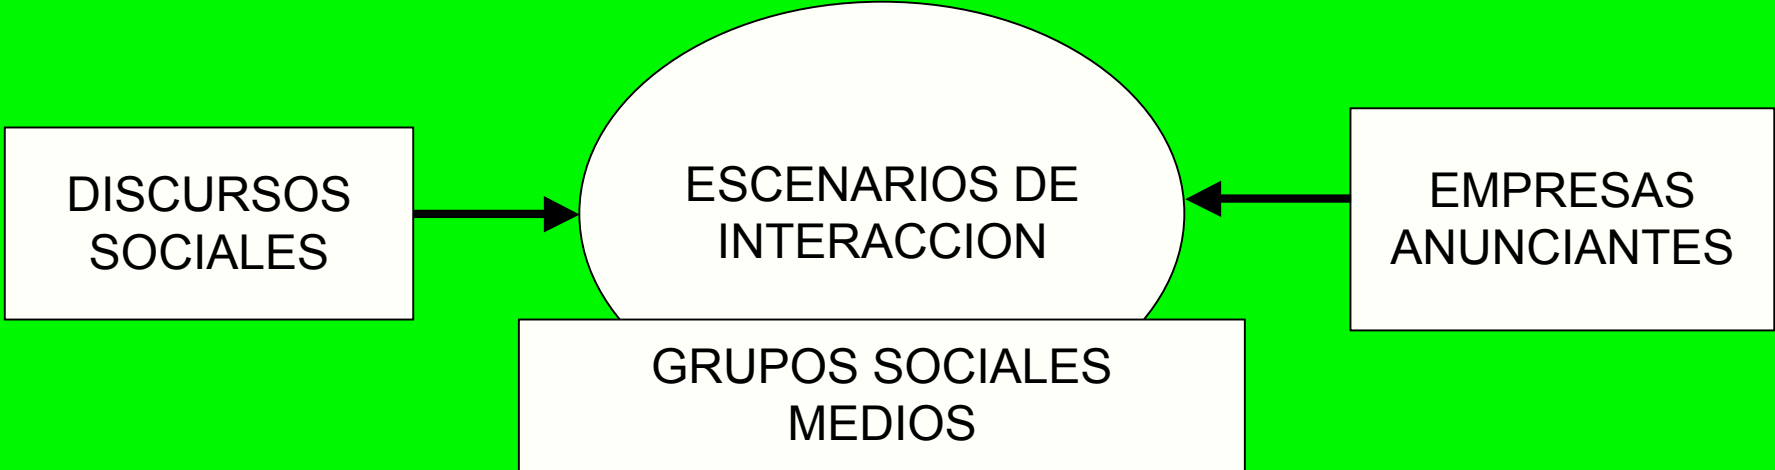 DISCURSOS
SOCIALES
ESCENARIOS DE
INTERACCION
EMPRESAS
ANUNCIANTES
GRUPOS SOCIALES
MEDIOS